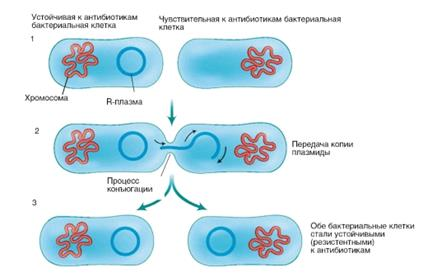 Устойчивая к антибиотикам
бактериальная клетка
Чувствительная к антибиотикам бактериальная
клетка
1
Хромосома
R-плазма
2
Передача копии
плазмиды
Процесс
конъюгации
3
Обе бактериальные клетки
стали устойчивыми
(резистентными)
к антибиотикам